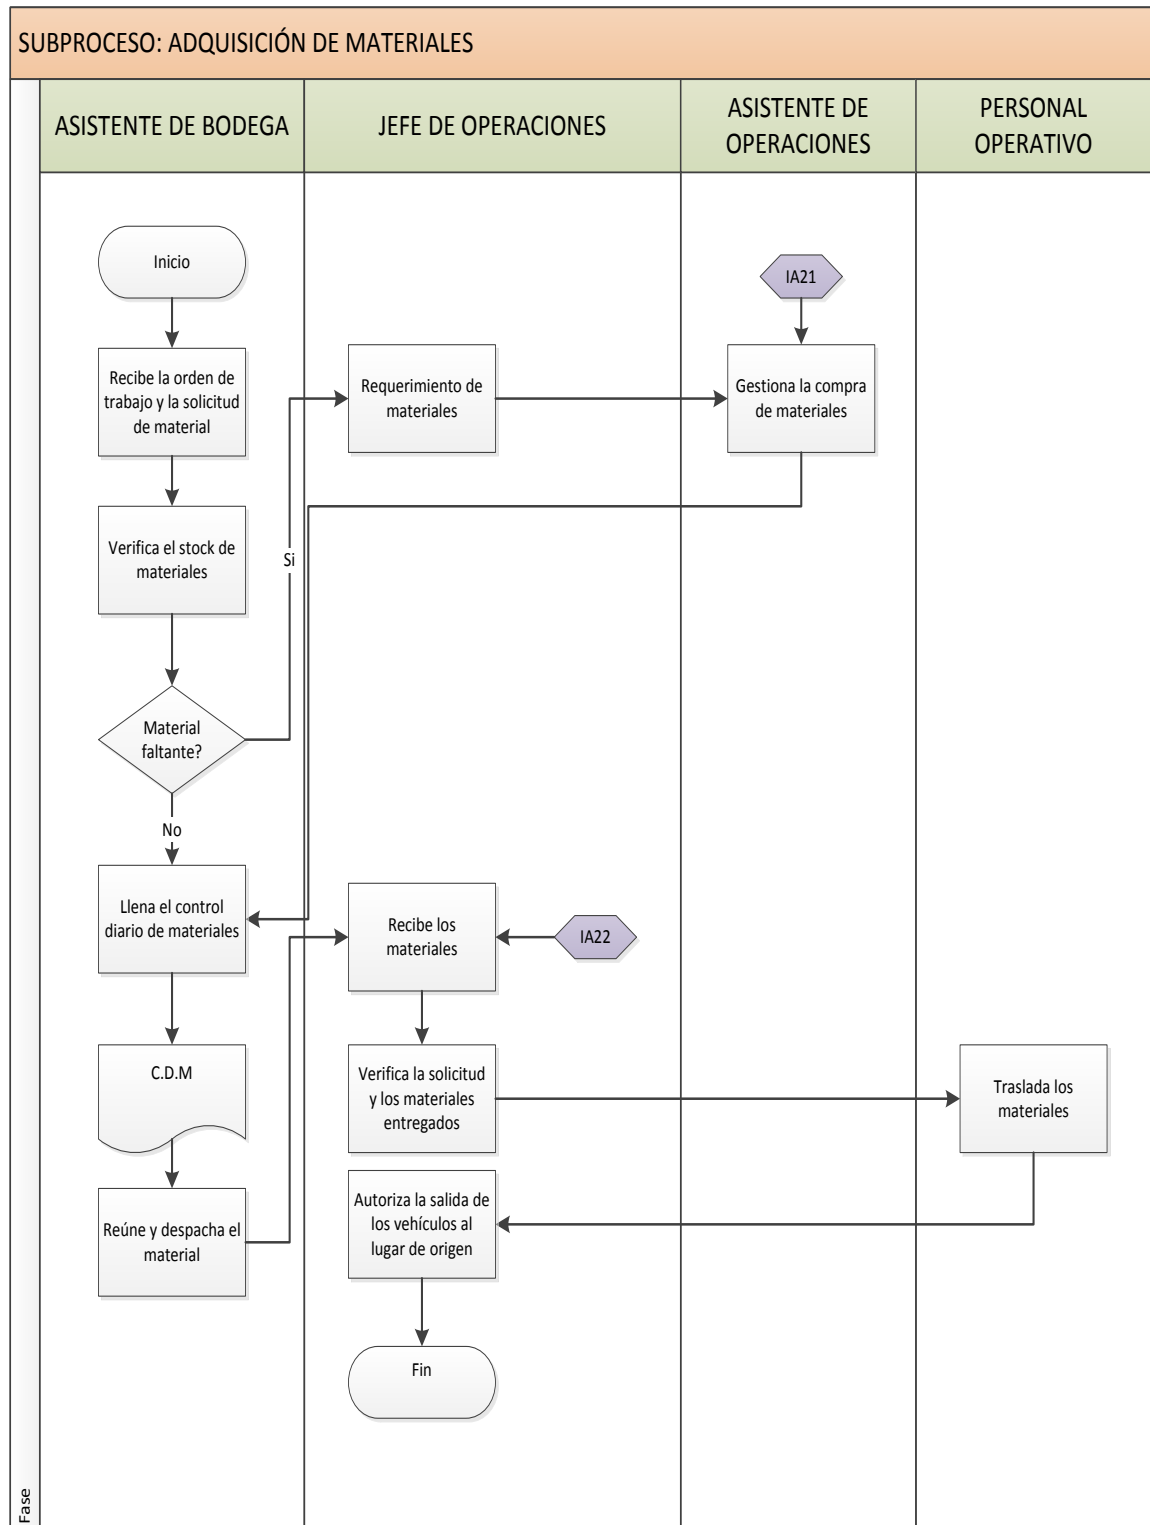 SUBPROCESO: ADQUISICIÓN DE MATERIALES
ASISTENTE DE BODEGA
JEFE DE OPERACIONES
ASISTENTE DE
OPERACIONES
PERSONAL
OPERATIVO
Inicio
IA21
Recibe la orden de
trabajo y la solicitud
de material
Requerimiento de
materiales
Gestiona la compra
de materiales
Verifica el stock de
materiales
Si
Material
faltante?
No
Llena el control
diario de materiales
Recibe los
materiales
IA22
C.D.M
Verifica la solicitud
y los materiales
entregados
Traslada los
materiales
Reúne y despacha el
material
Autoriza la salida de
los vehículos al
lugar de origen
Fin
Fase